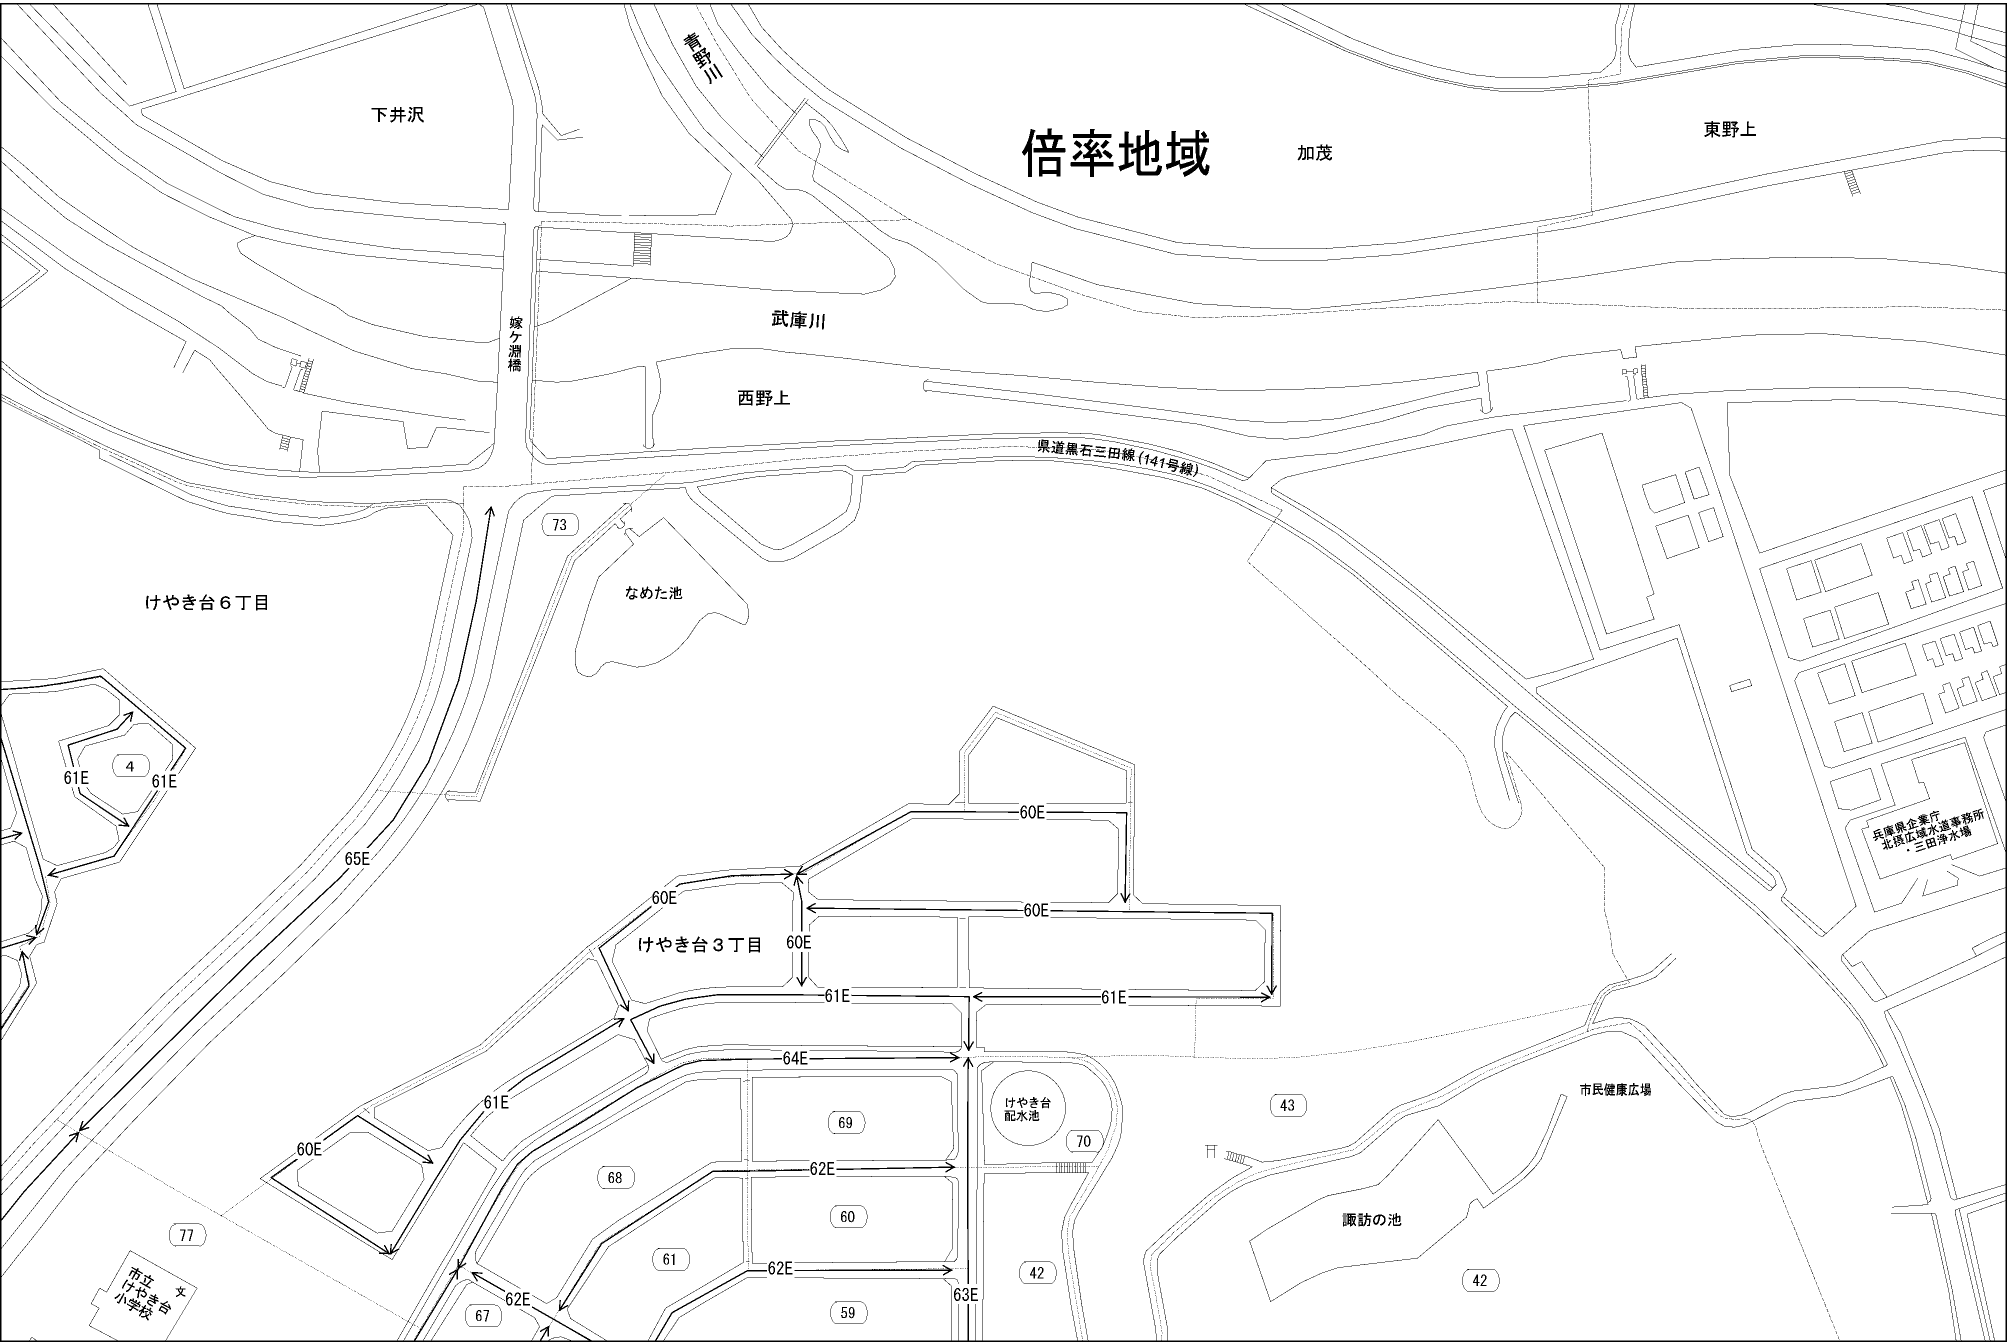 青野川
下井沢
倍率地域
加茂
東野上
嫁ケ淵橋
武庫川
西野上
県道黒石三田線(141号線)
73
なめた池
けやき台６丁目
4
61E
61E
65E
60E
兵庫県企業庁
北摂広域水道事務所
・三田浄水場
60E
60E
60E
けやき台３丁目
61E
61E
64E
61E
60E
けやき台
配水池
43
市民健康広場
69
70
62E
68
60
諏訪の池
77
61
62E
42
42
市立
けやき台
小学校
文
67
62E
59
63E